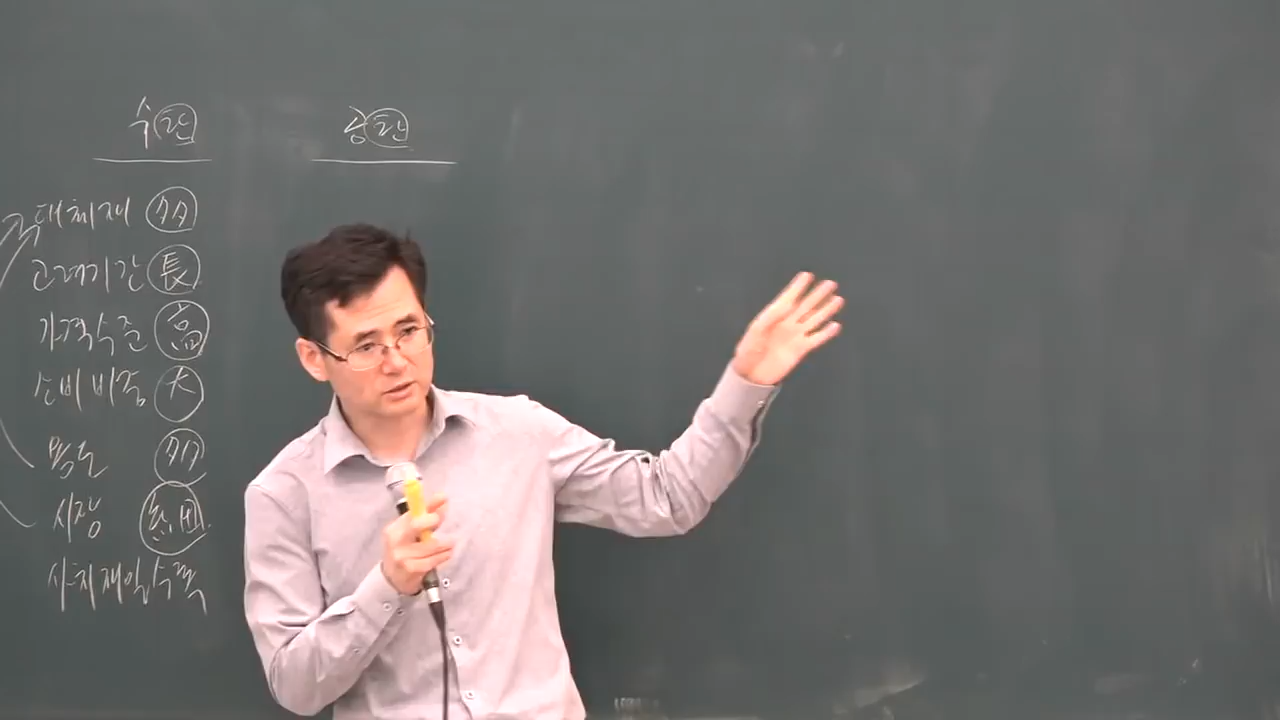 수탄 공탄
대체재 多
고려기간 長
가격수준 高
소비비중 大
용도 多
시장 細
사치재일수록